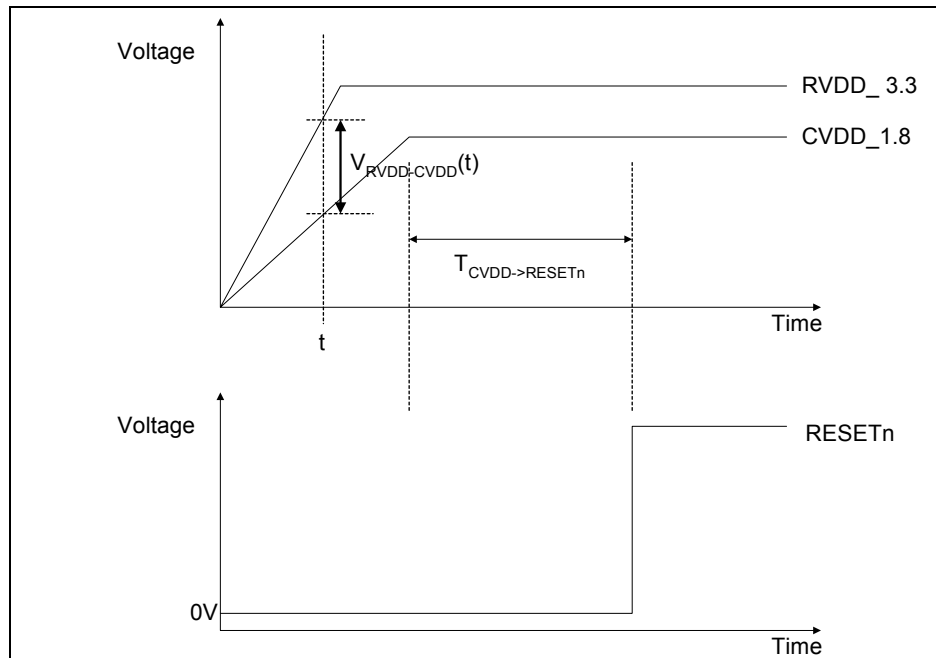 Voltage
RVDD_ 3.3
CVDD_1.8
VRVDD-CVDD(t)
TCVDD->RESETn
Time
t
Voltage
RESETn
0V
Time